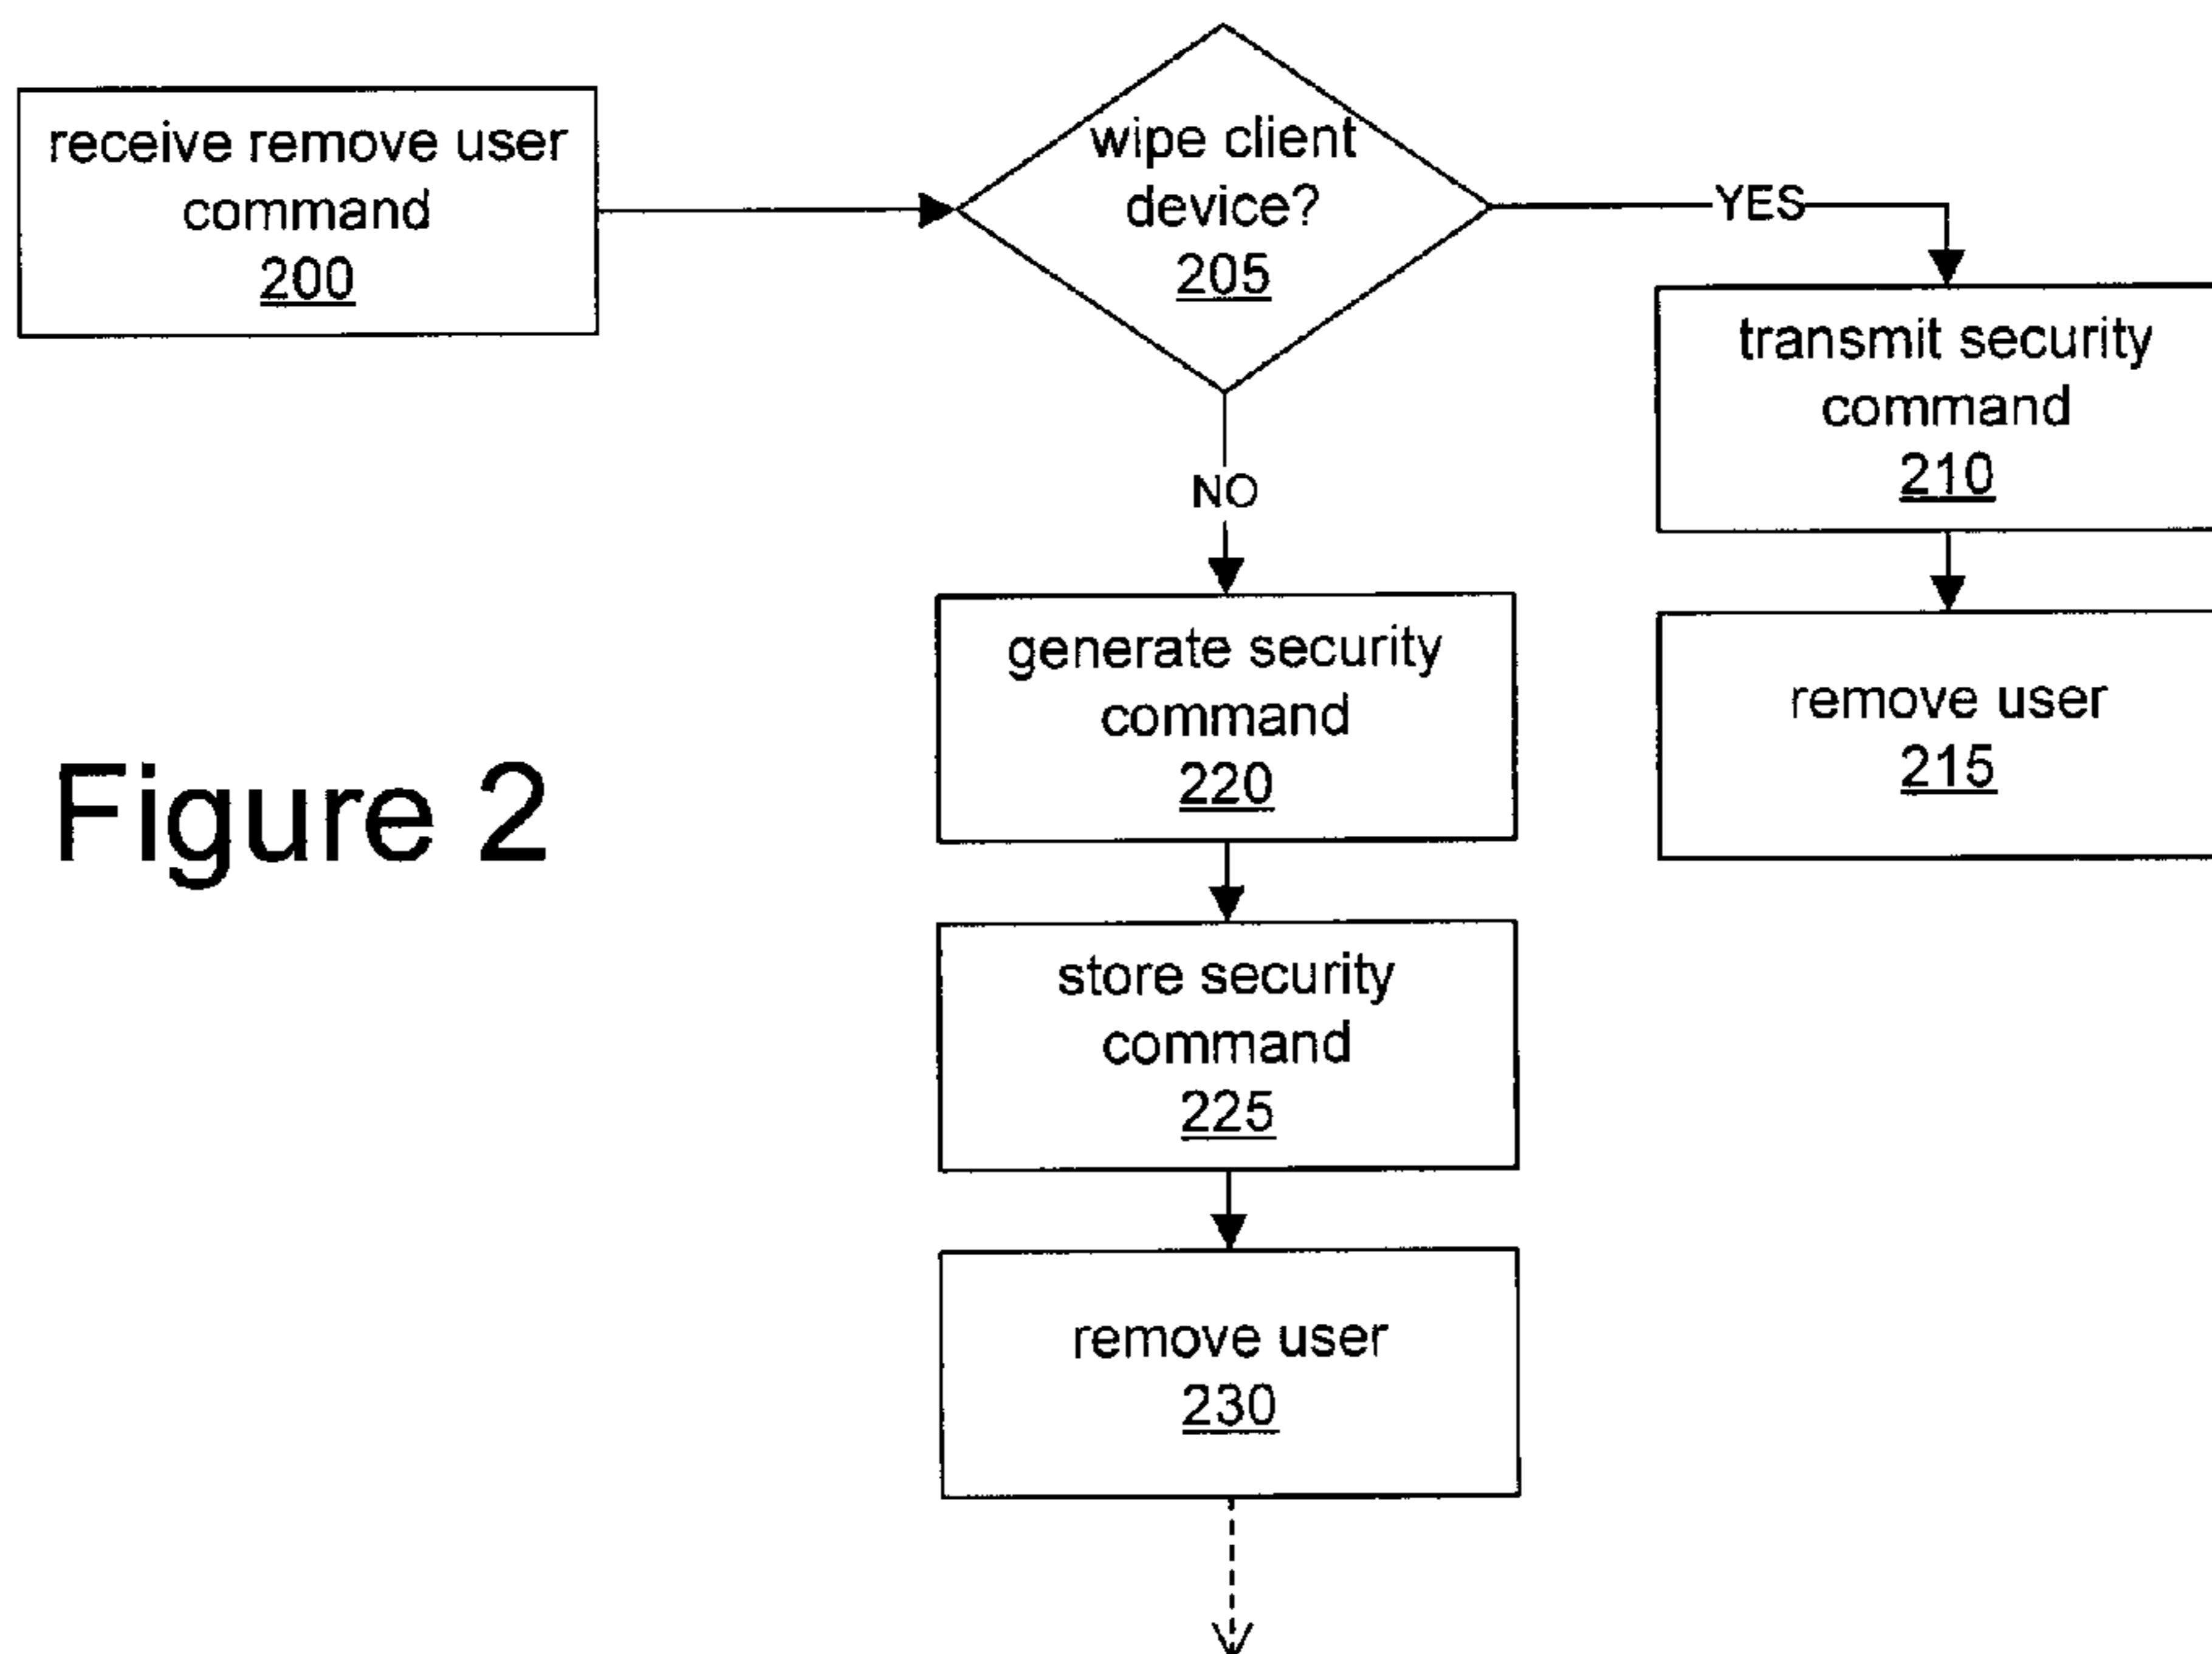 receive remove user
command
200
wipe client
device?
205
YES
transmit security
command
210
remove user
215
NO
generate security
command
220
store security
command
225
remove user
230
Figure 2